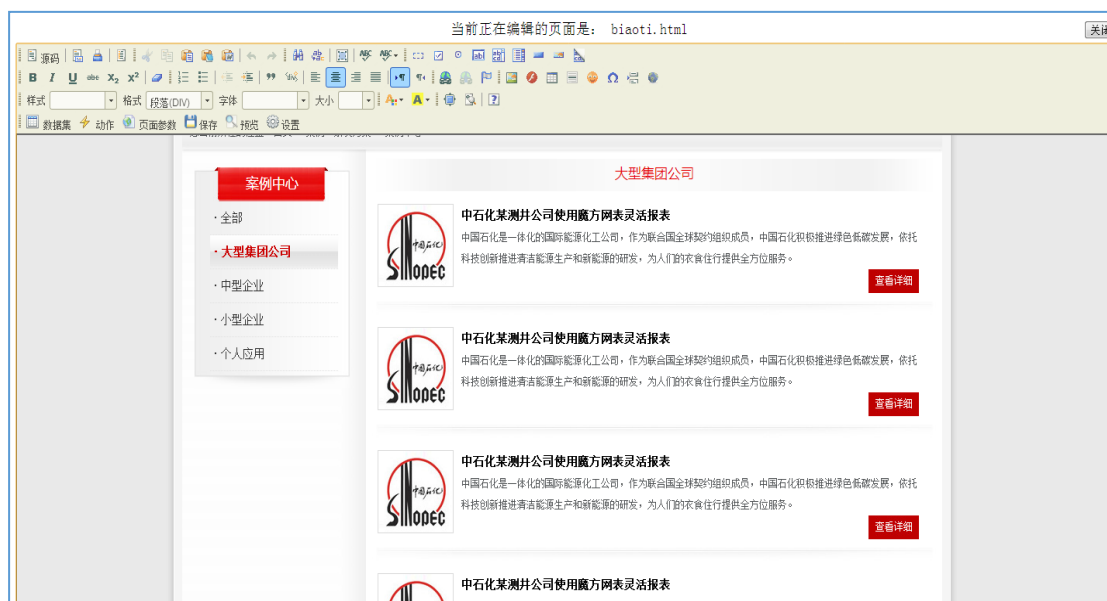 当前正在编辑的页面是： biaoti.html
关闭
源码
样式 格式 段落(DIV) 字体 大小
数据集 动作 页面参数 保存 预览 设置
案例中心
·全部
·大型集团公司
·中型企业
·小型企业
·个人应用
大型集团公司
中石化某测井公司使用魔方网表灵活报表
中国石化是一体化的国际能源化工公司，作为联合国全球契约组织成员，中国石化积极推进绿色低碳发展，依托
科技创新推进清洁能源生产和新能源的研发，为人们的衣食住行提供全方位服务。
中国石化
SINOPEC
查看详细
中石化某测井公司使用魔方网表灵活报表
中国石化是一体化的国际能源化工公司，作为联合国全球契约组织成员，中国石化积极推进绿色低碳发展，依托
科技创新推进清洁能源生产和新能源的研发，为人们的衣食住行提供全方位服务。
中国石化
SINOPEC
查看详细
中石化某测井公司使用魔方网表灵活报表
中国石化是一体化的国际能源化工公司，作为联合国全球契约组织成员，中国石化积极推进绿色低碳发展，依托
科技创新推进清洁能源生产和新能源的研发，为人们的衣食住行提供全方位服务。
中国石化
SINOPEC
查看详细
中石化某测井公司使用魔方网表灵活报表